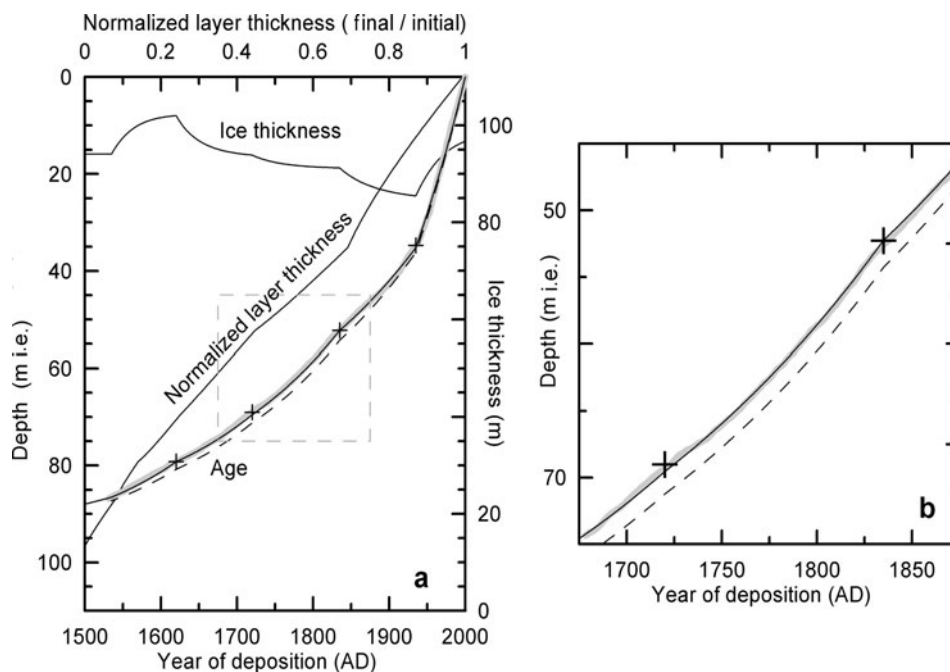 Normalized layer thickness ( final / initial)
0 0.2 0.4 0.6 0.8 1
0
20
40
60
80
100
Depth (m i.e.)
Ice thickness
Normalized layer thickness
Age
a
100
80
20
0
Ice thickness (m)
1500 1600 1700 1800 1900 2000
Year of deposition (AD)
50
70
Depth (m i.e.)
b
1700 1750 1800 1850
Year of deposition (AD)